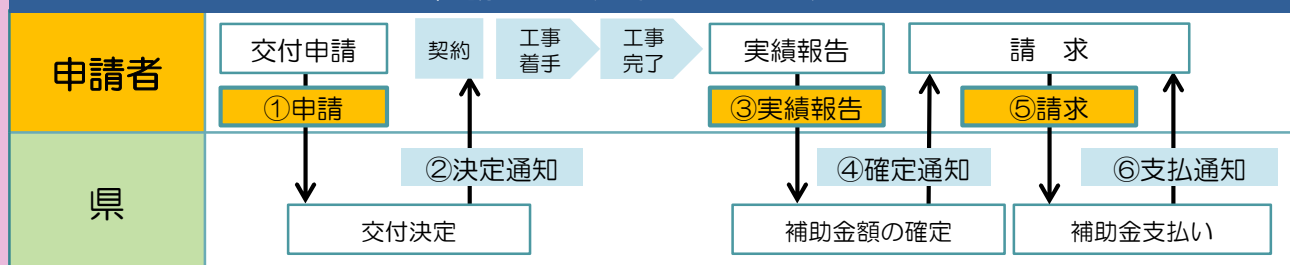 申請者
交付申請
契約
工事
着手
工事
完了
実績報告
請　求
①申請
③実績報告
⑤請求
②決定通知
④確定通知
⑥支払通知
県
交付決定
補助金額の確定
補助金支払い